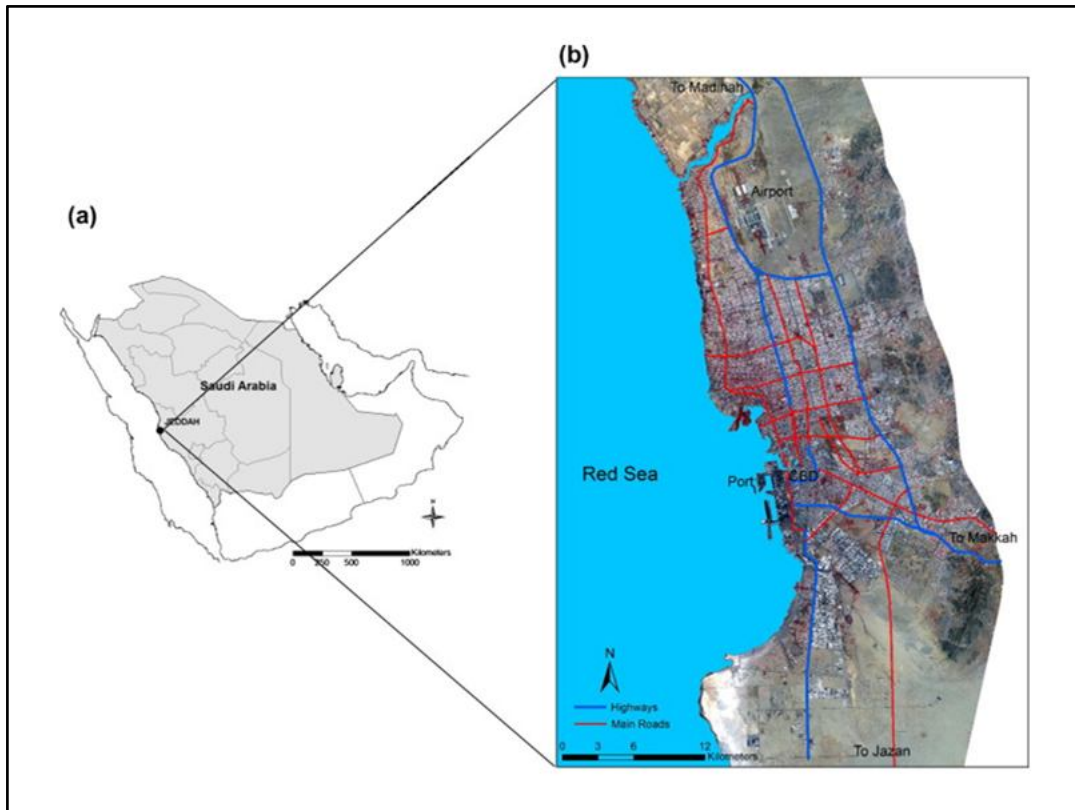 (a)
Saudi Arabia
JEDDAH
N
0 250 500 1000
Kilometers
(b)
To Madinah
Airport
Red Sea
Port
CBD
To Makkah
N
Highways
Main Roads
0 3 6 12
Kilometers
To Jazan